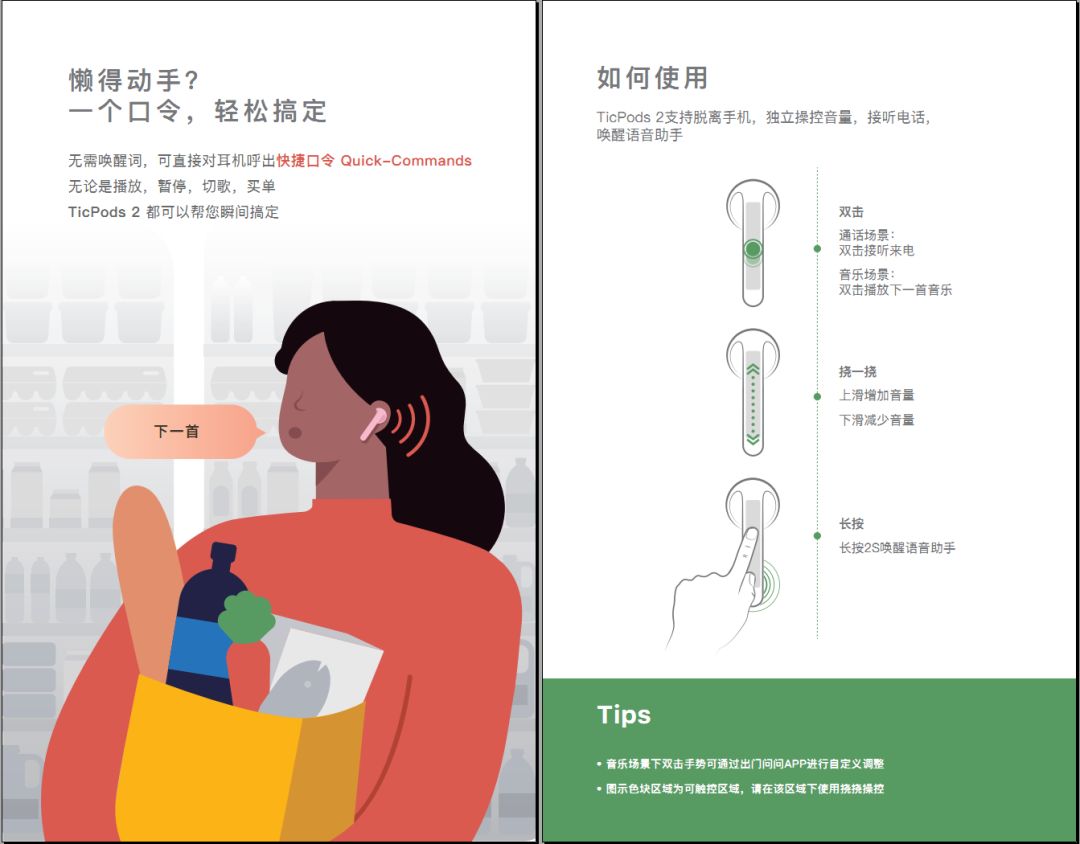 懒得动手？
一个口令，轻松搞定
无需唤醒词，可直接对耳机呼出快捷口令 Quick-Commands
无论是播放，暂停，切歌，买单
TicPods 2 都可以帮您瞬间搞定
下一首
如何使用
TicPods 2支持脱离手机，独立操控音量，接听电话，
唤醒语音助手
双击
通话场景：
双击接听来电
音乐场景：
双击播放下一首音乐
挠一挠
上滑增加音量
下滑减少音量
长按
长按2S唤醒语音助手
Tips
• 音乐场景下双击手势可通过出门问问APP进行自定义调整
• 图示色块区域为可触控区域，请在该区域下使用挠挠操控